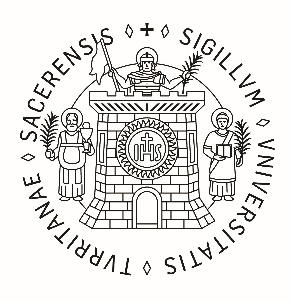 ✝ SIGILLVM ◊ VNIVERSITATIS ◊ TVRRITANAE ◊ SACERENSIS ◊
IHS